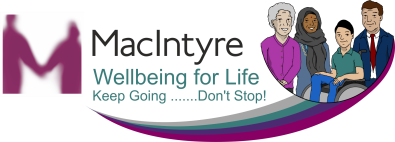 MacIntyre
Wellbeing for Life
Keep Going .......Don't Stop!